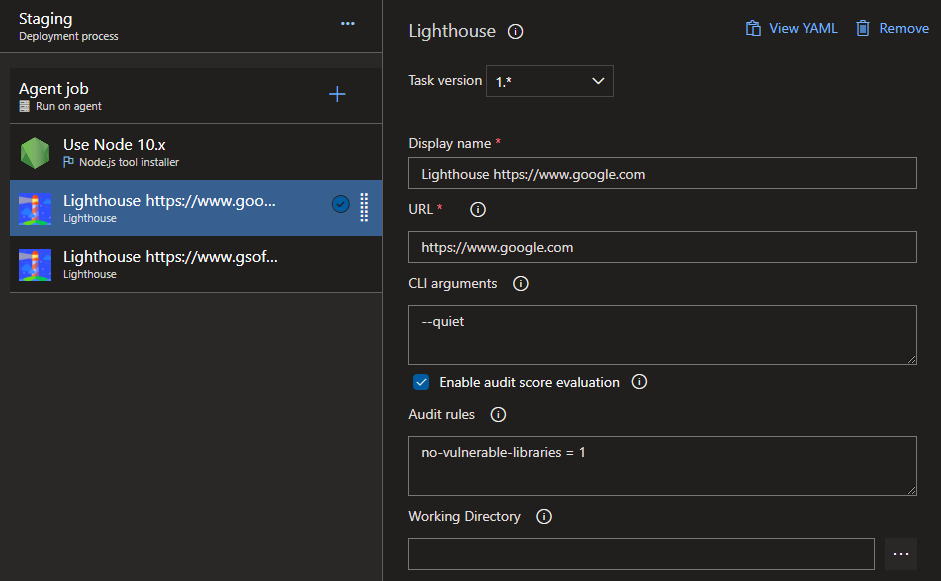 Staging
Deployment process
Agent job
Run on agent
Use Node 10.x
Node.js tool installer
Lighthouse https://www.goo...
Lighthouse
Lighthouse https://www.gsof...
Lighthouse
Lighthouse
View YAML
Remove
Task version
1.*
Display name *
Lighthouse https://www.google.com
URL *
https://www.google.com
CLI arguments
--quiet
Enable audit score evaluation
Audit rules
no-vulnerable-libraries = 1
Working Directory